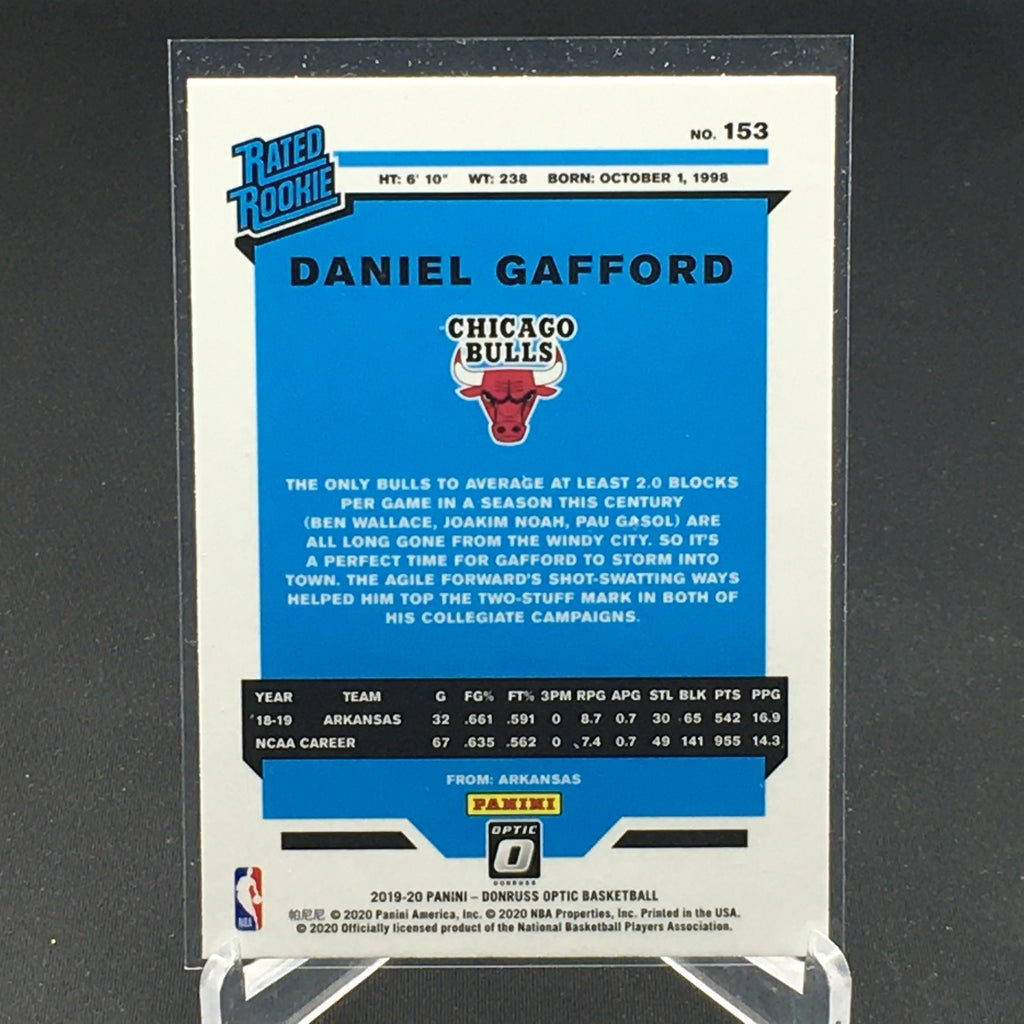 NO. 153
RATED
ROOKIE
HT: 6' 10" WT: 238 BORN: OCTOBER 1, 1998
DANIEL GAFFORD
CHICAGO
BULLS
THE ONLY BULLS TO AVERAGE AT LEAST 2.0 BLOCKS
PER GAME IN A SEASON THIS CENTURY
(BEN WALLACE, JOAKIM NOAH, PAU GASOL) ARE
ALL LONG GONE FROM THE WINDY CITY. SO IT'S
A PERFECT TIME FOR GAFFORD TO STORM INTO
TOWN. THE AGILE FORWARD'S SHOT-SWATTING WAYS
HELPED HIM TOP THE TWO-STUFF MARK IN BOTH OF
HIS COLLEGIATE CAMPAIGNS.
YEAR TEAM G FG% FT% 3PM RPG APG STL BLK PTS PPG
'18-19 ARKANSAS 32 .661 .591 0 8.7 0.7 30 65 542 16.9
NCAA CAREER 67 .635 .562 0 7.4 0.7 49 141 955 14.3
FROM: ARKANSAS
PANINI
OPTIC
O
DONRUSS
2019-20 PANINI – DONRUSS OPTIC BASKETBALL
帕尼尼 © 2020 Panini America, Inc. © 2020 NBA Properties, Inc. Printed in the USA.
© 2020 Officially licensed product of the National Basketball Players Association.
NBA